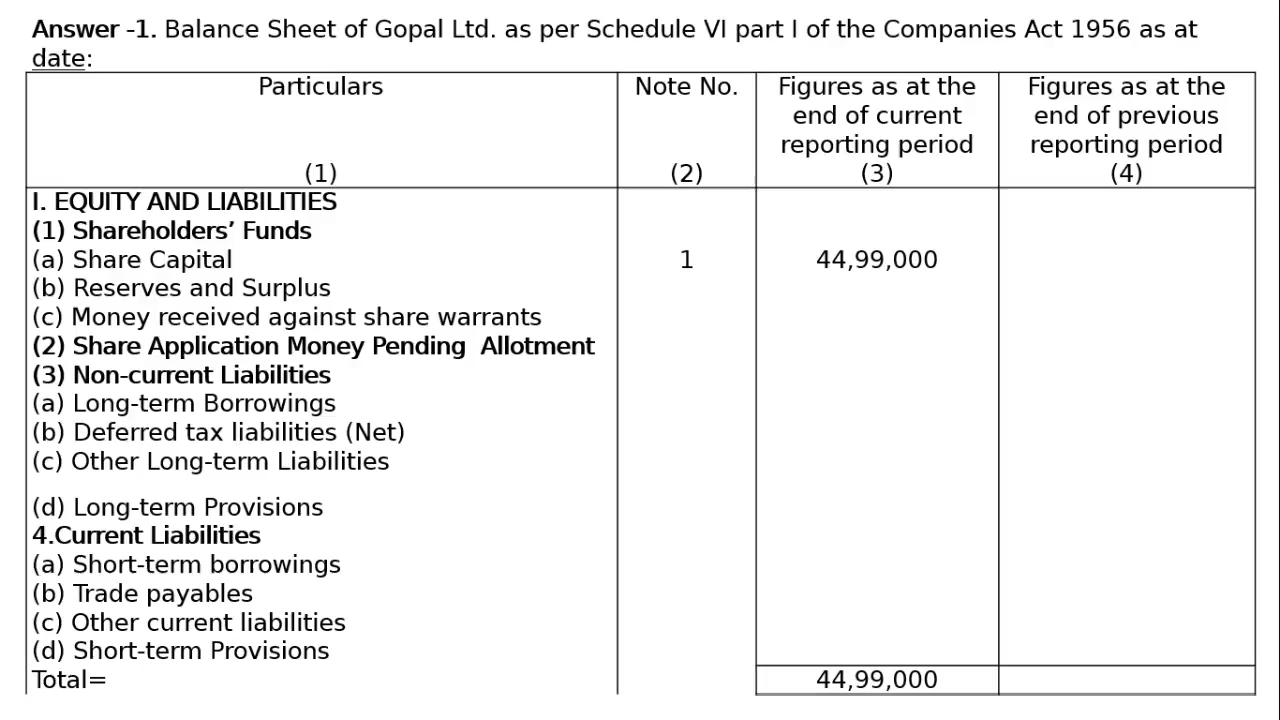 Answer -1. Balance Sheet of Gopal Ltd. as per Schedule VI part I of the Companies Act 1956 as at
date:
Particulars
(1)
Note No.
(2)
Figures as at the
end of current
reporting period
(3)
Figures as at the
end of previous
reporting period
(4)
I. EQUITY AND LIABILITIES
(1) Shareholders’ Funds
(a) Share Capital 1 44,99,000
(b) Reserves and Surplus
(c) Money received against share warrants
(2) Share Application Money Pending  Allotment
(3) Non-current Liabilities
(a) Long-term Borrowings
(b) Deferred tax liabilities (Net)
(c) Other Long-term Liabilities
(d) Long-term Provisions
4.Current Liabilities
(a) Short-term borrowings
(b) Trade payables
(c) Other current liabilities
(d) Short-term Provisions
Total= 44,99,000